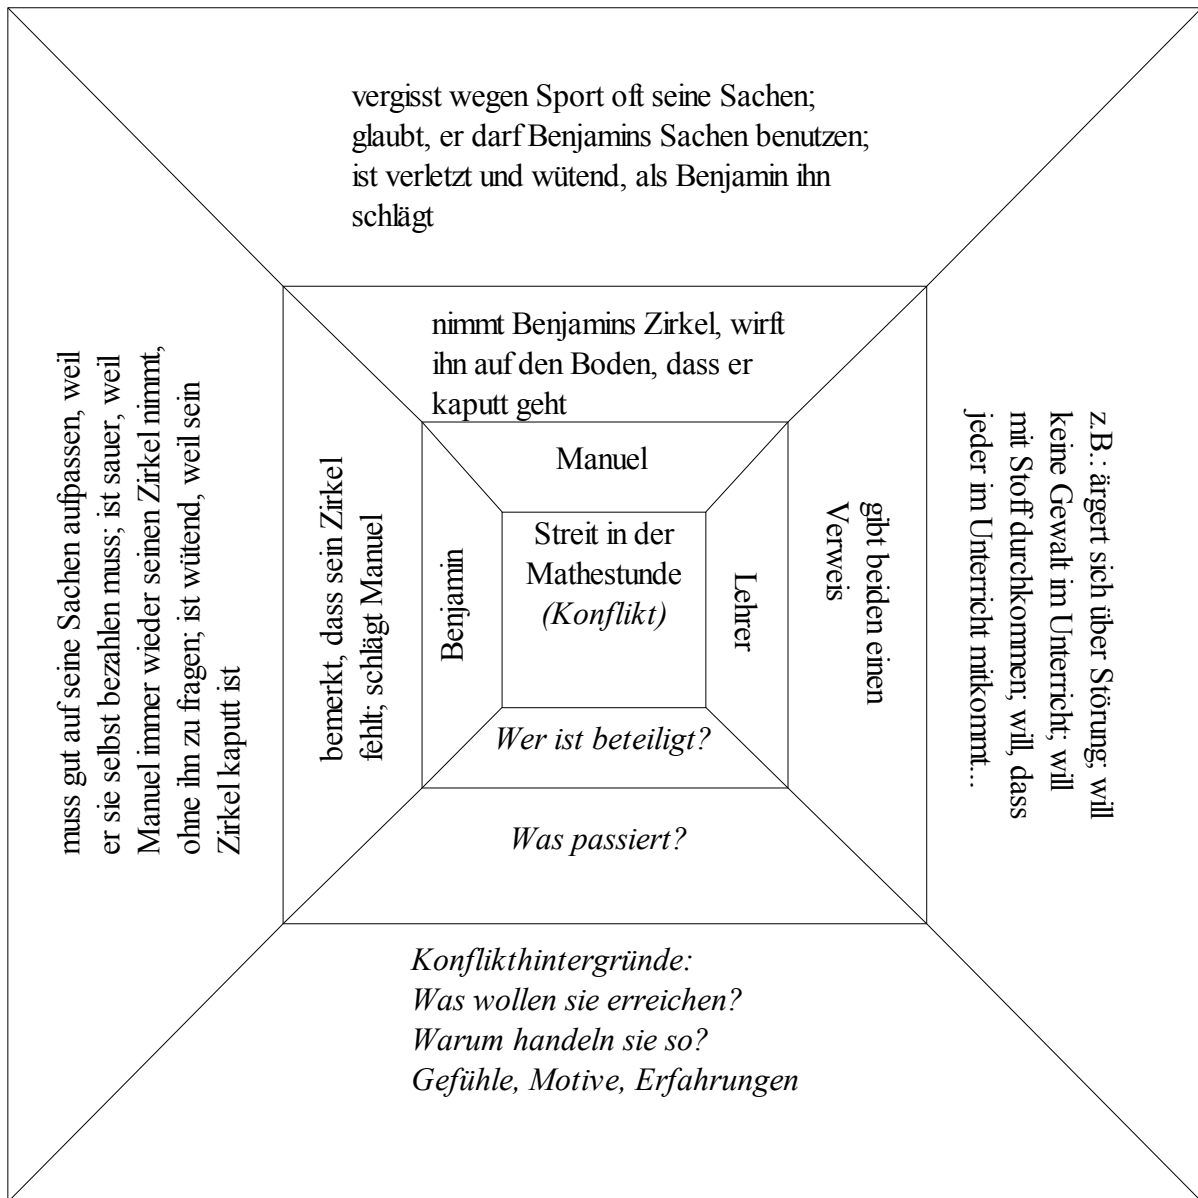 vergisst wegen Sport oft seine Sachen;
glaubt, er darf Benjamins Sachen benutzen;
ist verletzt und wütend, als Benjamin ihn
schlägt
nimmt Benjamins Zirkel, wirft
ihn auf den Boden, dass er
kaputt geht
Manuel
muss gut auf seine Sachen aufpassen, weil
er sie selbst bezahlen muss; ist sauer, weil
Manuel immer wieder seinen Zirkel nimmt,
ohne ihn zu fragen; ist wütend, weil sein
Zirkel kaputt ist
bemerkt, dass sein Zirkel
fehlt; schlägt Manuel
Benjamin
Streit in der
Mathestunde
(Konflikt)
Lehrer
gibt beiden einen
Verweis
z.B.: ärgert sich über Störung; will
keine Gewalt im Unterricht; will
mit Stoff durchkommen; will, dass
jeder im Unterricht mitkommt...
Wer ist beteiligt?
Was passiert?
Konflikthintergründe:
Was wollen sie erreichen?
Warum handeln sie so?
Gefühle, Motive, Erfahrungen